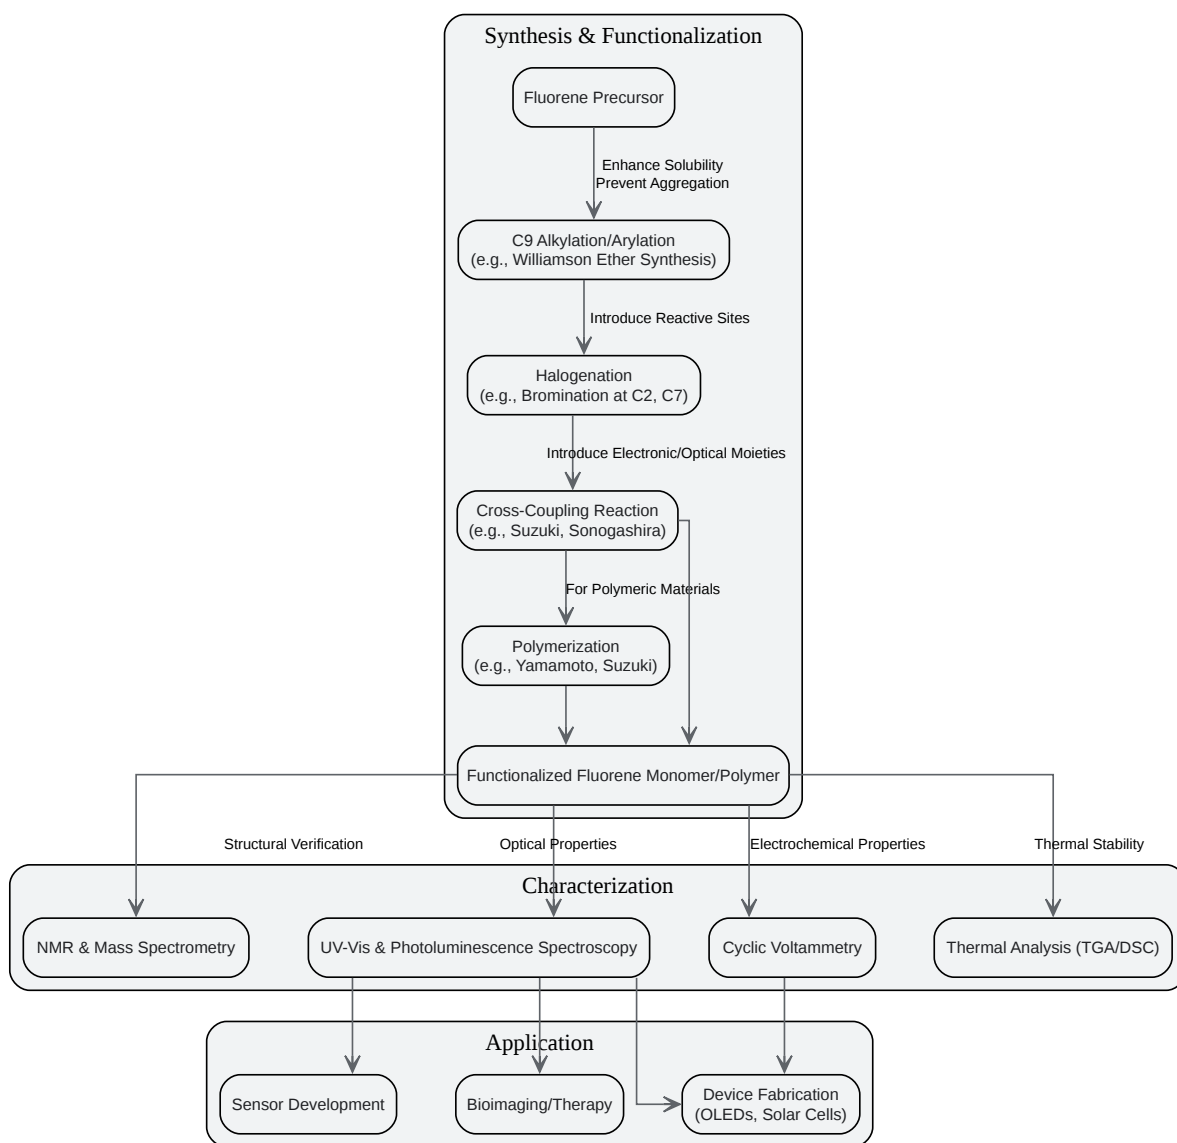 Synthesis & Functionalization
Fluorene Precursor
Enhance Solubility
Prevent Aggregation
C9 Alkylation/Arylation
(e.g., Williamson Ether Synthesis)
Introduce Reactive Sites
Halogenation
(e.g., Bromination at C2, C7)
Introduce Electronic/Optical Moieties
Cross-Coupling Reaction
(e.g., Suzuki, Sonogashira)
For Polymeric Materials
Polymerization
(e.g., Yamamoto, Suzuki)
Functionalized Fluorene Monomer/Polymer
Structural Verification
Optical Properties
Electrochemical Properties
Thermal Stability
Characterization
NMR & Mass Spectrometry
UV-Vis & Photoluminescence Spectroscopy
Cyclic Voltammetry
Thermal Analysis (TGA/DSC)
Application
Sensor Development
Bioimaging/Therapy
Device Fabrication
(OLEDs, Solar Cells)